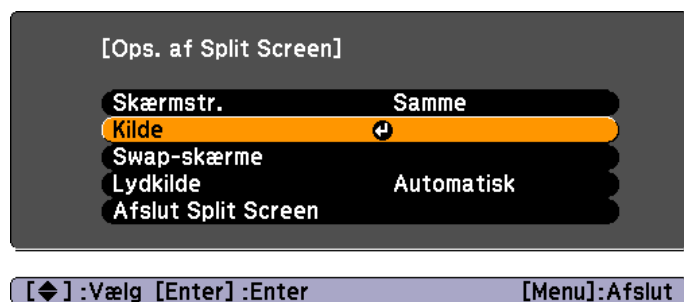 [Ops. af Split Screen]
Skærmstr. Samme
Kilde
Swap-skærme
Lydkilde Automatisk
Afslut Split Screen
[◆] :Vælg [Enter] :Enter [Menu]:Afslut